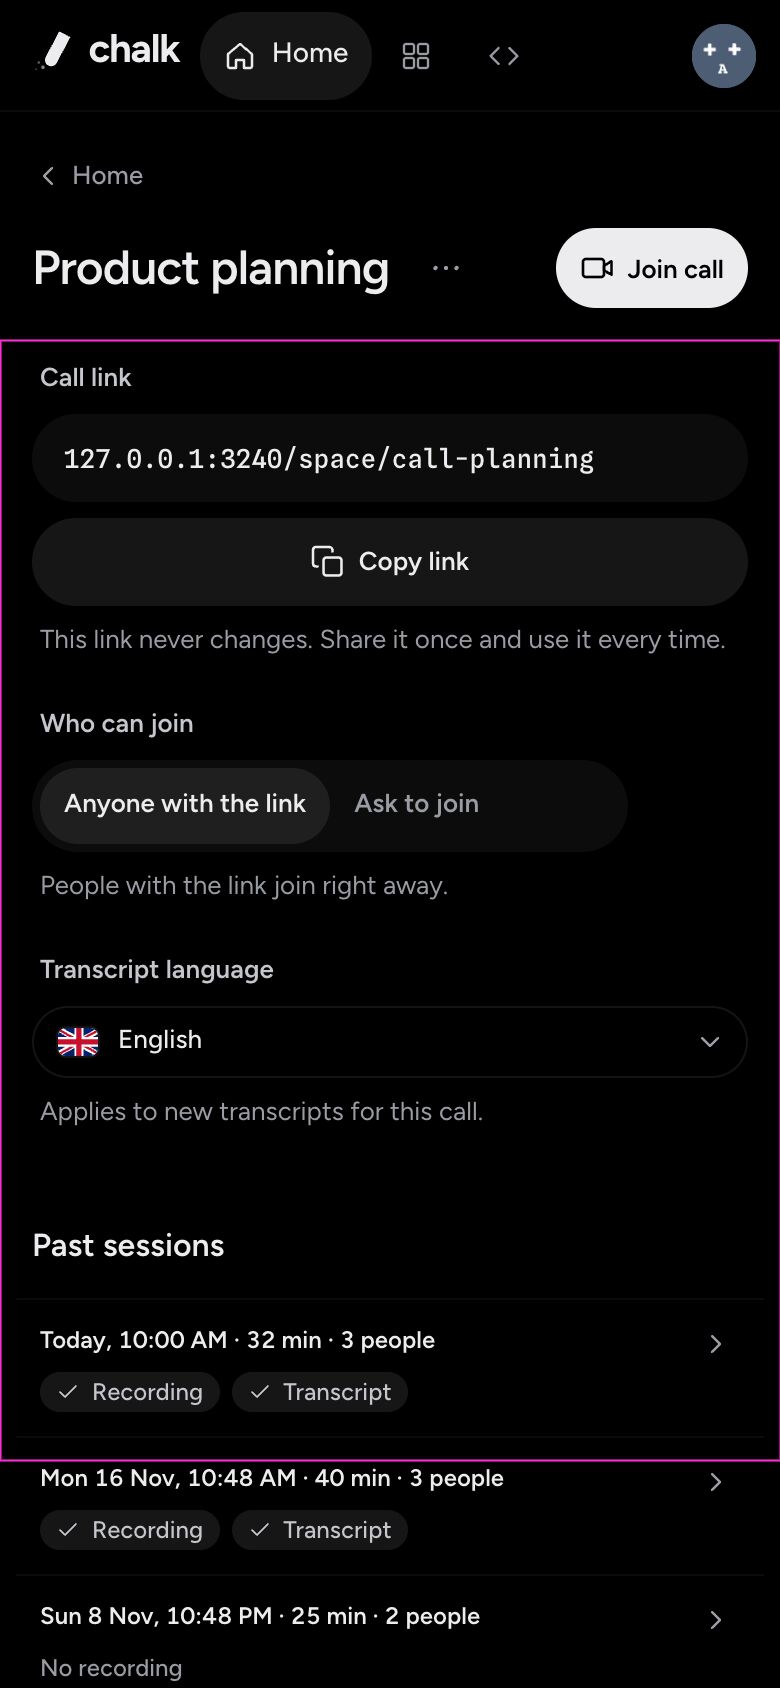 chalk
Home
A
Home
Product planning
Join call
Call link
127.0.0.1:3240/space/call-planning
Copy link
This link never changes. Share it once and use it every time.
Who can join
Anyone with the link
Ask to join
People with the link join right away.
Transcript language
English
Applies to new transcripts for this call.
Past sessions
Today, 10:00 AM · 32 min · 3 people
Recording
Transcript
Mon 16 Nov, 10:48 AM · 40 min · 3 people
Recording
Transcript
Sun 8 Nov, 10:48 PM · 25 min · 2 people
No recording